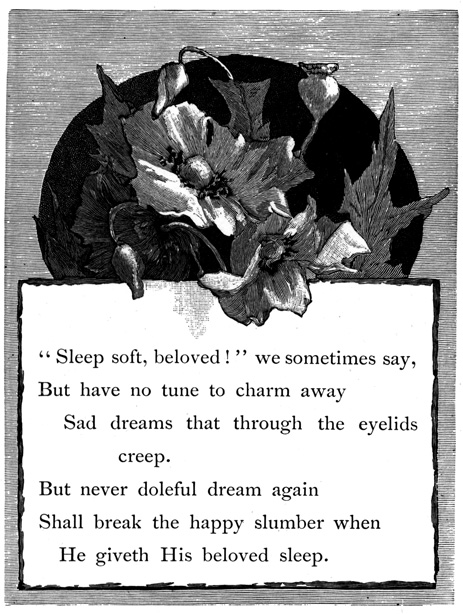 “ Sleep soft, beloved ! ” we sometimes say,
But have no tune to charm away
Sad dreams that through the eyelids
creep.
But never doleful dream again
Shall break the happy slumber when
He giveth His beloved sleep.